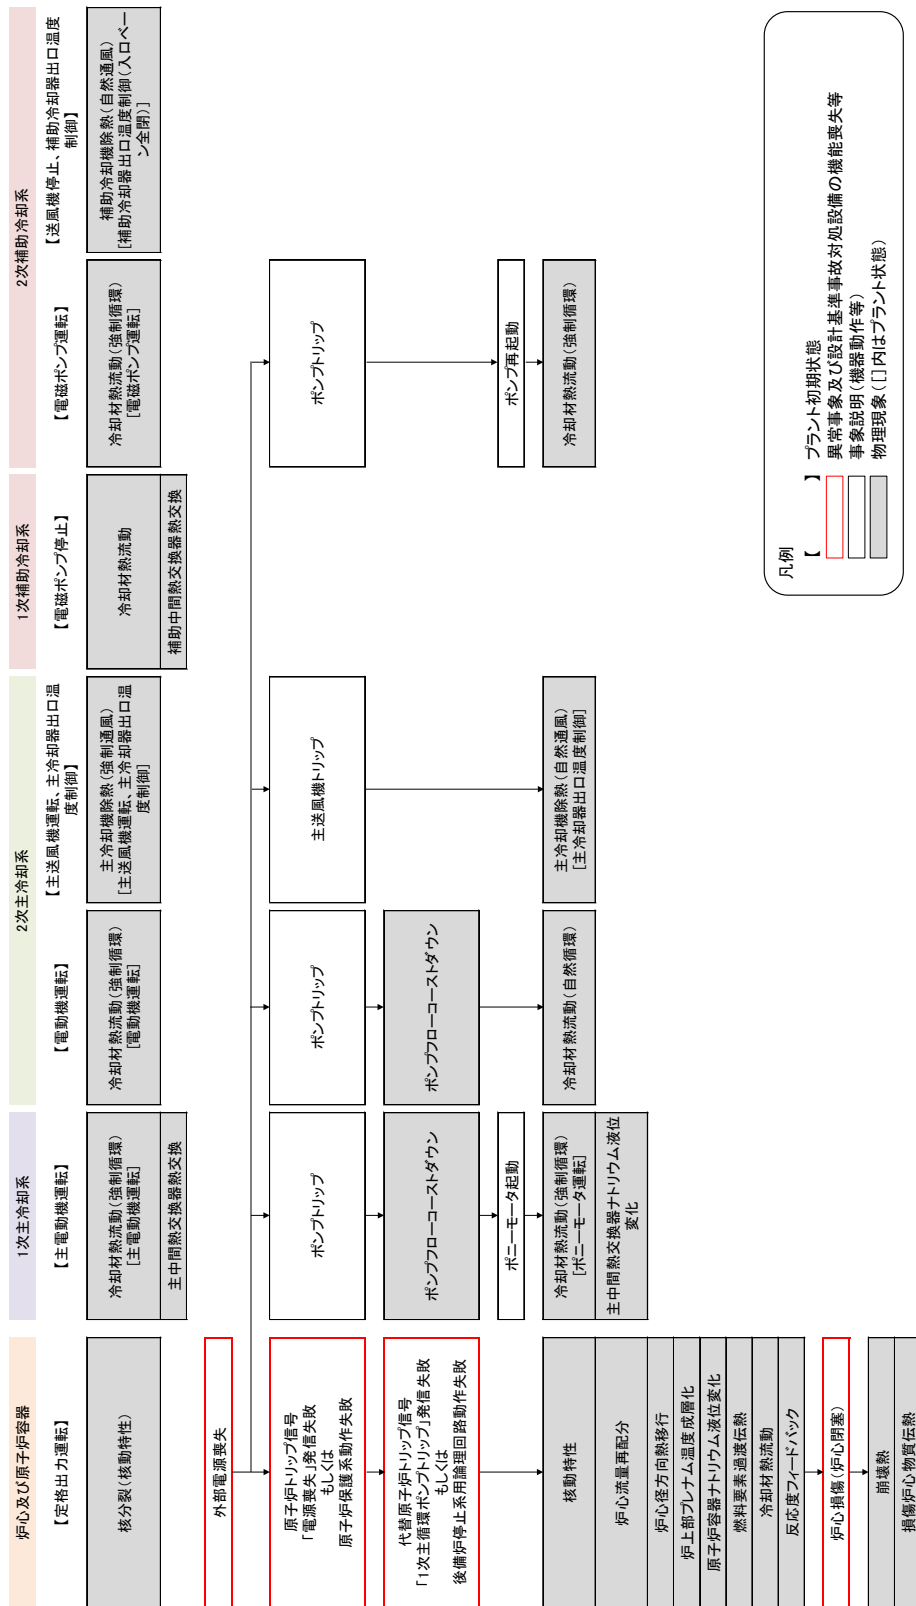 炉心及び原子炉容器
1次主冷却系
2次主冷却系
1次補助冷却系
2次補助冷却系
【定格出力運転】
【主電動機運転】
【電動機運転】
【主送風機運転、主冷却器出口温
度制御】
【電磁ポンプ停止】
【電磁ポンプ運転】
【送風機停止、補助冷却器出口温度
制御】
核分裂(核動特性)
冷却材熱流動(強制循環)
[主電動機運転]
主中間熱交換器熱交換
冷却材熱流動(強制循環)
[電動機運転]
主冷却機除熱(強制通風)
[主送風機運転、主冷却器出口温
度制御]
冷却材熱流動
補助中間熱交換器熱交換
冷却材熱流動(強制循環)
[電磁ポンプ運転]
補助冷却機除熱(自然通風)
[補助冷却器出口温度制御(入口ベー
ン全閉)]
外部電源喪失
原子炉トリップ信号
「電源喪失」発信失敗
もしくは
原子炉保護系動作失敗
ポンプトリップ
ポンプトリップ
主送風機トリップ
ポンプトリップ
代替原子炉トリップ信号
「1次主循環ポンプトリップ」発信失敗
もしくは
後備炉停止系用論理回路動作失敗
ポンプフローコーストダウン
ポンプフローコーストダウン
ポニーモータ起動
ポンプ再起動
核動特性
炉心流量再配分
炉心径方向熱移行
炉上部プレナム温度成層化
原子炉容器ナトリウム液位変化
燃料要素過渡伝熱
冷却材熱流動
反応度フィードバック
冷却材熱流動(強制循環)
[ポニーモータ運転]
主中間熱交換器ナトリウム液位
変化
冷却材熱流動(自然循環)
主冷却機除熱(自然通風)
[主冷却器出口温度制御]
冷却材熱流動(強制循環)
炉心損傷(炉心閉塞)
崩壊熱
損傷炉心物質伝熱
凡例
【 】 プラント初期状態
異常事象及び設計基準事故対処設備の機能喪失等
事象説明(機器動作等)
物理現象([]内はプラント状態)